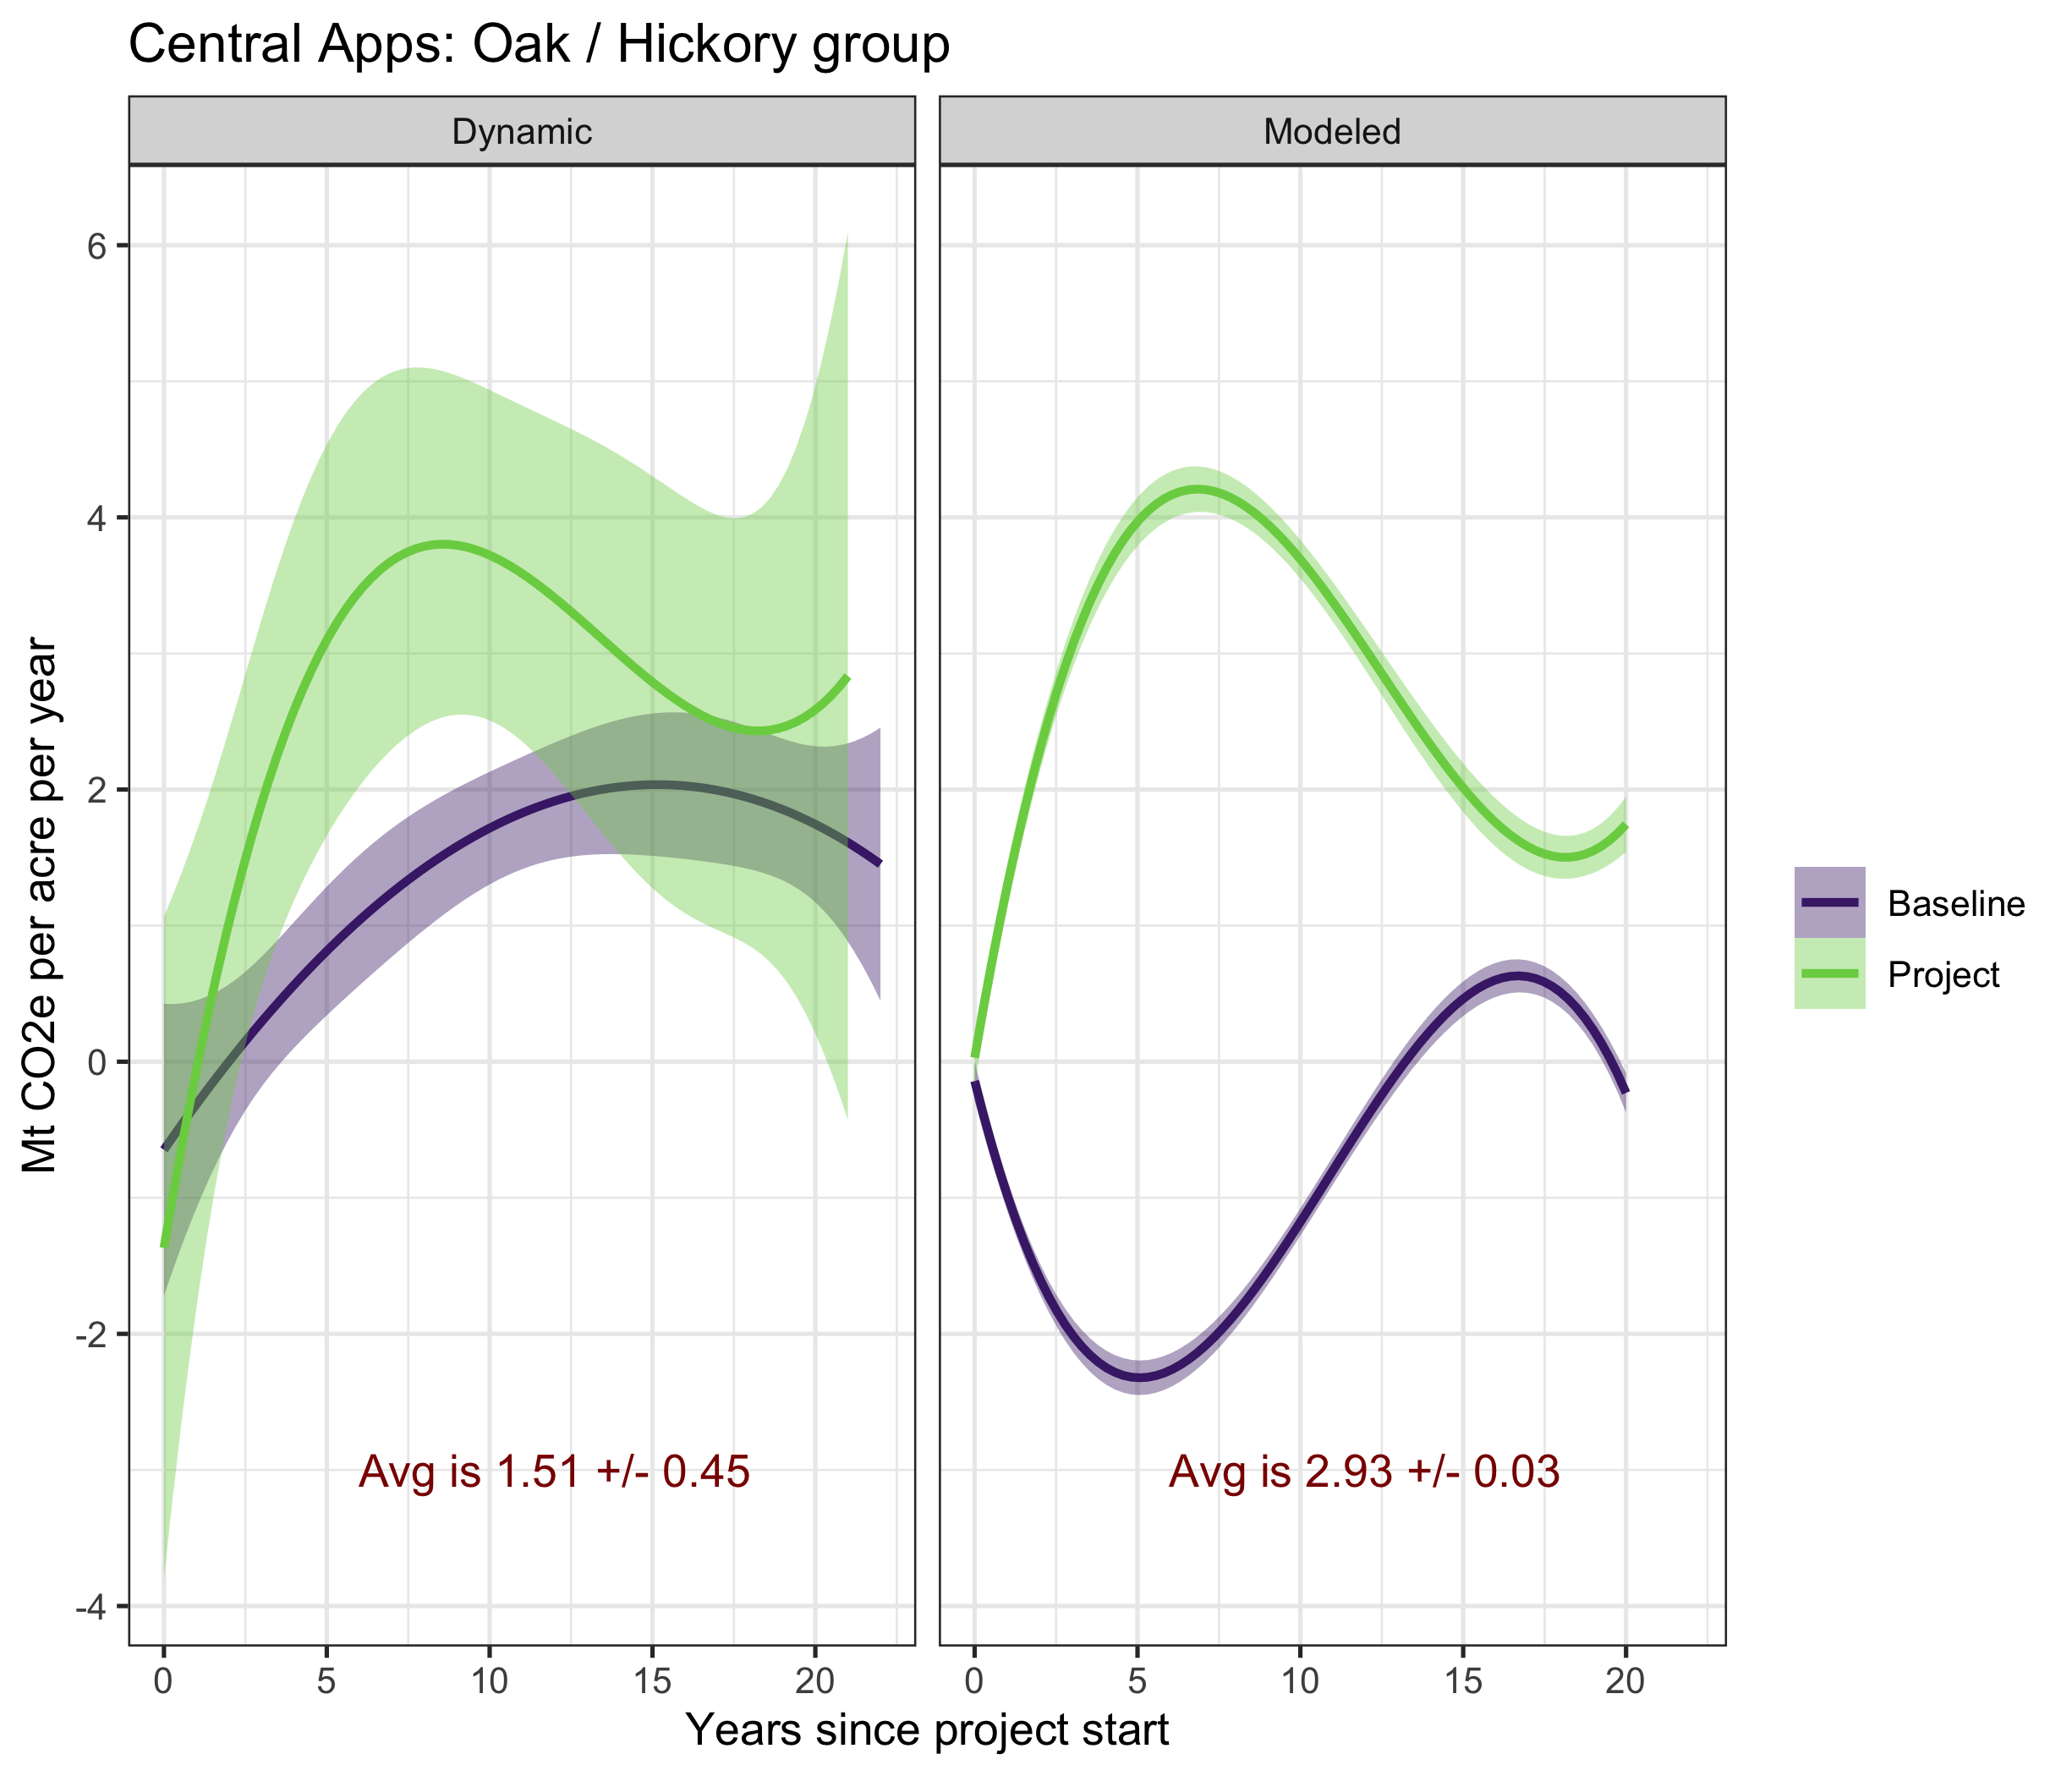 Central Apps: Oak / Hickory group
Dynamic
Modeled
Mt CO2e per acre per year
6
4
2
0
-2
-4
Avg is 1.51 +/- 0.45
Avg is 2.93 +/- 0.03
0 5 10 15 20
0 5 10 15 20
Years since project start
Baseline
Project